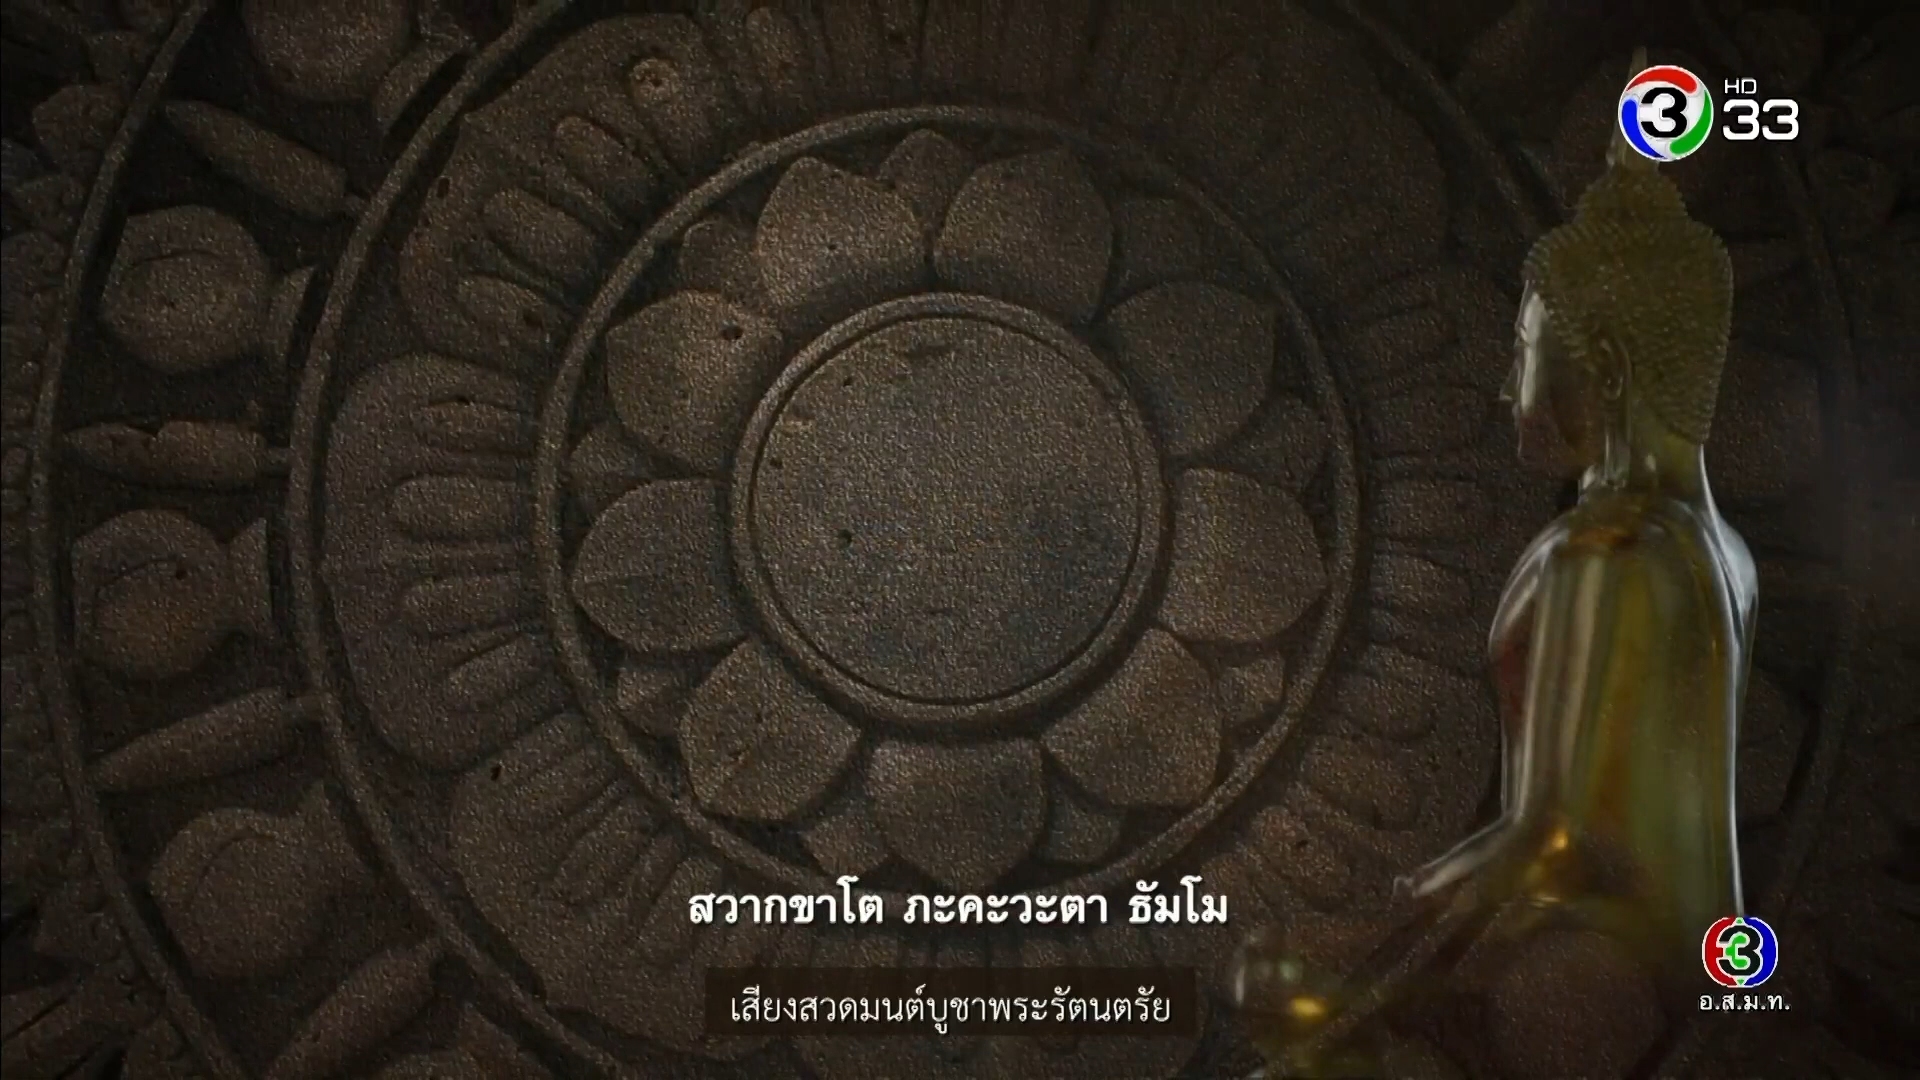 3 HD
33
สวากขาโต ภะคะวะตา ธัมโม
เสียงสวดมนต์บูชาพระรัตนตรัย
3
อ.ส.ม.ท.